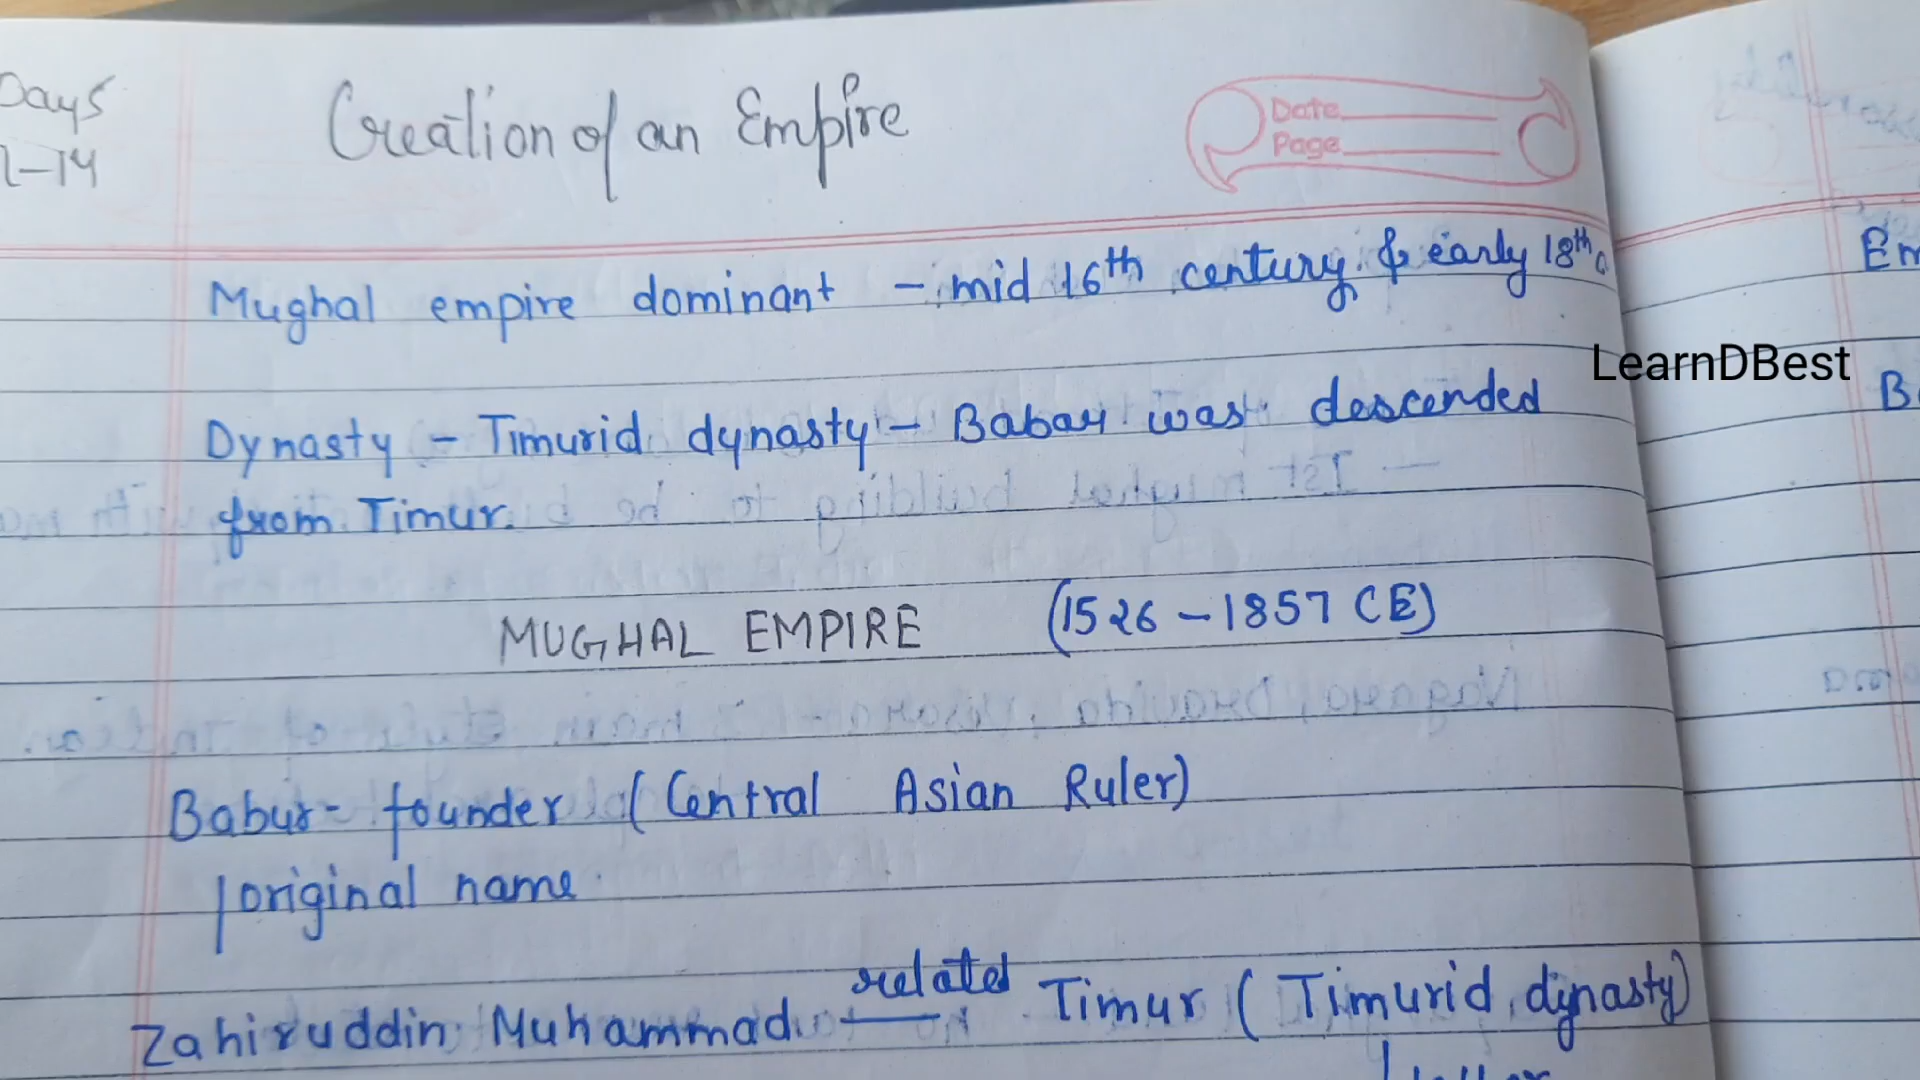 Days
1-14
Creation of an Empire
Date
Page
Mughal empire dominant - mid 16th century & early 18th c
LearnDBest
Dynasty - Timurid dynasty - Babar was descended
from Timur.
MUGHAL EMPIRE (1526 - 1857 CE)
Babur - founder (Central Asian Ruler)
original name
related
Zahiruddin Muhammad Timur (Timurid dynasty)
Em